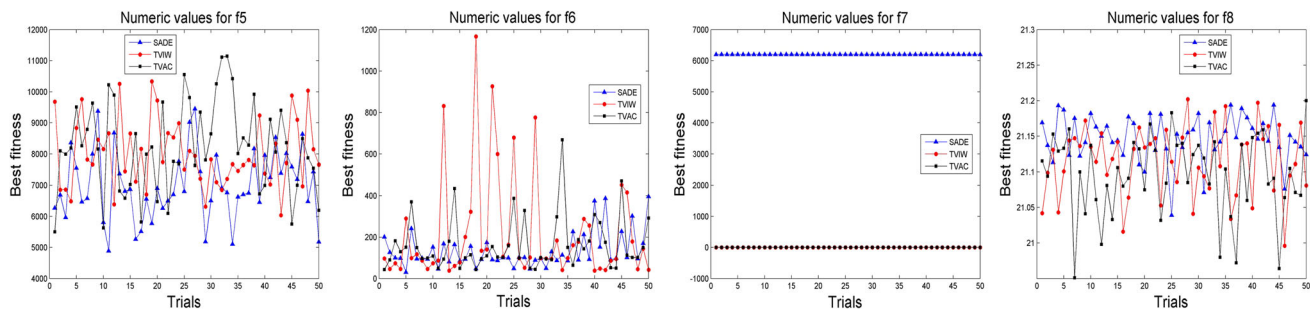 Numeric values for f5
Best fitness
12000
11000
10000
9000
8000
7000
6000
5000
4000
SADE
TVIW
TVAC
0 5 10 15 20 25 30 35 40 45 50
Trials
Numeric values for f6
Best fitness
1200
1000
800
600
400
200
0
SADE
TVIW
TVAC
0 5 10 15 20 25 30 35 40 45 50
Trials
Numeric values for f7
Best fitness
7000
6000
5000
4000
3000
2000
1000
0
-1000
SADE
TVIW
TVAC
0 5 10 15 20 25 30 35 40 45 50
Trials
Numeric values for f8
Best fitness
21.3
21.25
21.2
21.15
21.1
21.05
21
SADE
TVIW
TVAC
0 5 10 15 20 25 30 35 40 45 50
Trials